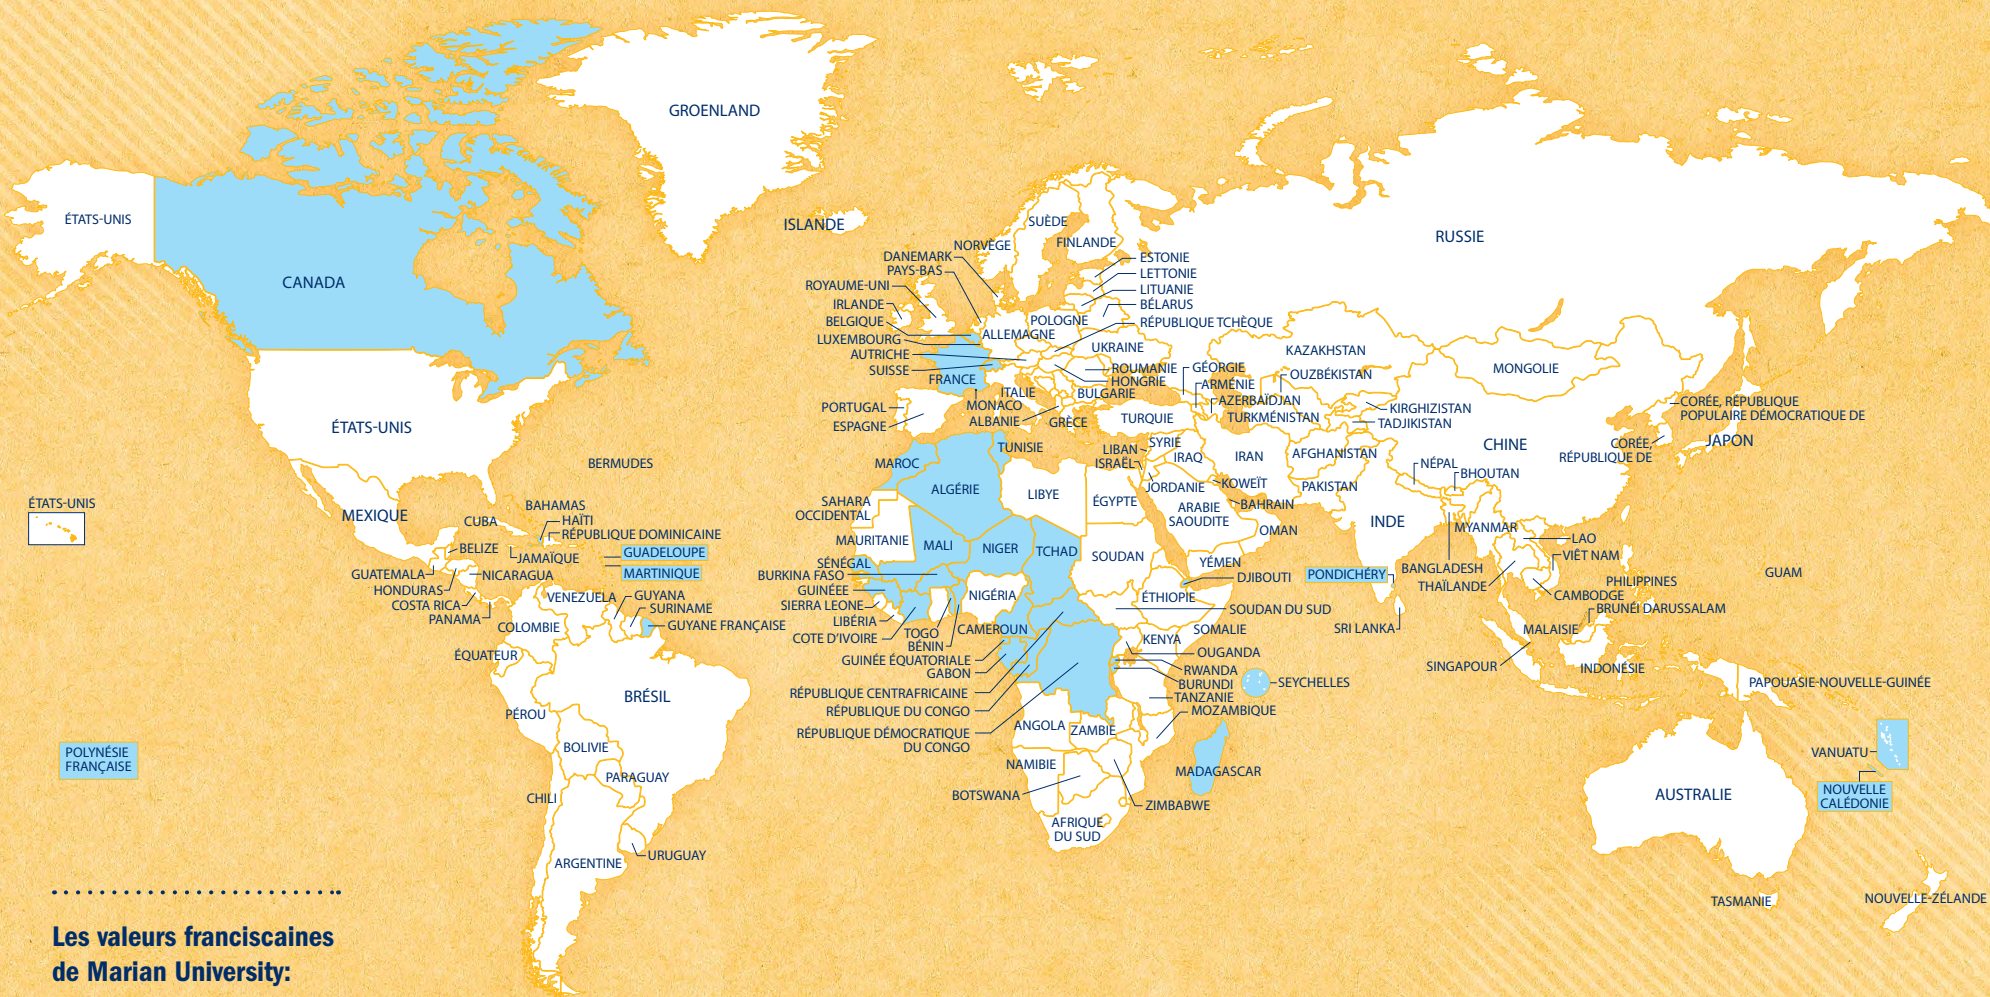 GROENLAND
ÉTATS-UNIS
CANADA
ISLANDE
SUÈDE
NORVÈGE
FINLANDE
RUSSIE
DANEMARK
PAYS-BAS
ROYAUME-UNI
IRLANDE
BELGIQUE
LUXEMBOURG
AUTRICHE
SUISSE
FRANCE
ESTONIE
LETTONIE
LITUANIE
BÉLARUS
POLOGNE
ALLEMAGNE
RÉPUBLIQUE TCHÈQUE
UKRAINE
ROUMANIE
HONGRIE
BULGARIE
ITALIE
MONACO
ALBANIE
GRÈCE
PORTUGAL
ESPAGNE
GÉORGIE
ARMÉNIE
AZERBAÏDJAN
TURKMÉNISTAN
TURQUIE
KAZAKHSTAN
OUZBÉKISTAN
KIRGHIZISTAN
TADJIKISTAN
MONGOLIE
CHINE
CORÉE, RÉPUBLIQUE
POPULAIRE DÉMOCRATIQUE DE
JAPON
CORÉE,
RÉPUBLIQUE DE
ÉTATS-UNIS
BERMUDES
MEXIQUE
ÉTATS-UNIS
CUBA
BAHAMAS
HAÏTI
RÉPUBLIQUE DOMINICAINE
JAMAÏQUE
GUADELOUPE
MARTINIQUE
BELIZE
GUATEMALA
HONDURAS
NICARAGUA
COSTA RICA
PANAMA
VENEZUELA
GUYANA
SURINAME
GUYANE FRANÇAISE
COLOMBIE
ÉQUATEUR
BRÉSIL
PÉROU
BOLIVIE
PARAGUAY
CHILI
ARGENTINE
URUGUAY
POLYNÉSIE
FRANÇAISE
MAROC
TUNISIE
ALGÉRIE
LIBYE
ÉGYPTE
SAHARA
OCCIDENTAL
MAURITANIE
MALI
NIGER
TCHAD
SOUDAN
SÉNÉGAL
BURKINA FASO
GUINÉEE
SIERRA LEONE
LIBÉRIA
COTE D'IVOIRE
TOGO
BÉNIN
NIGÉRIA
CAMEROUN
GUINÉE ÉQUATORIALE
GABON
RÉPUBLIQUE CENTRAFRICAINE
RÉPUBLIQUE DU CONGO
RÉPUBLIQUE DÉMOCRATIQUE
DU CONGO
ÉTHIOPIE
DJIBOUTI
SOUDAN DU SUD
SOMALIE
KENYA
OUGANDA
RWANDA
BURUNDI
TANZANIE
MOZAMBIQUE
SEYCHELLES
ANGOLA
ZAMBIE
NAMIBIE
BOTSWANA
ZIMBABWE
AFRIQUE
DU SUD
MADAGASCAR
LIBAN
ISRAËL
SYRIE
IRAQ
JORDANIE
KOWEÏT
BAHRAIN
ARABIE
SAOUDITE
OMAN
YÉMEN
IRAN
AFGHANISTAN
PAKISTAN
NÉPAL
BHOUTAN
INDE
MYANMAR
BANGLADESH
THAÏLANDE
LAO
VIÊT NAM
CAMBODGE
PONDICHÉRY
SRI LANKA
PHILIPPINES
GUAM
BRUNÉI DARUSSALAM
MALAISIE
SINGAPOUR
INDONÉSIE
PAPOUASIE-NOUVELLE-GUINÉE
VANUATU
NOUVELLE
CALÉDONIE
AUSTRALIE
TASMANIE
NOUVELLE-ZÉLANDE
Les valeurs franciscaines
de Marian University: